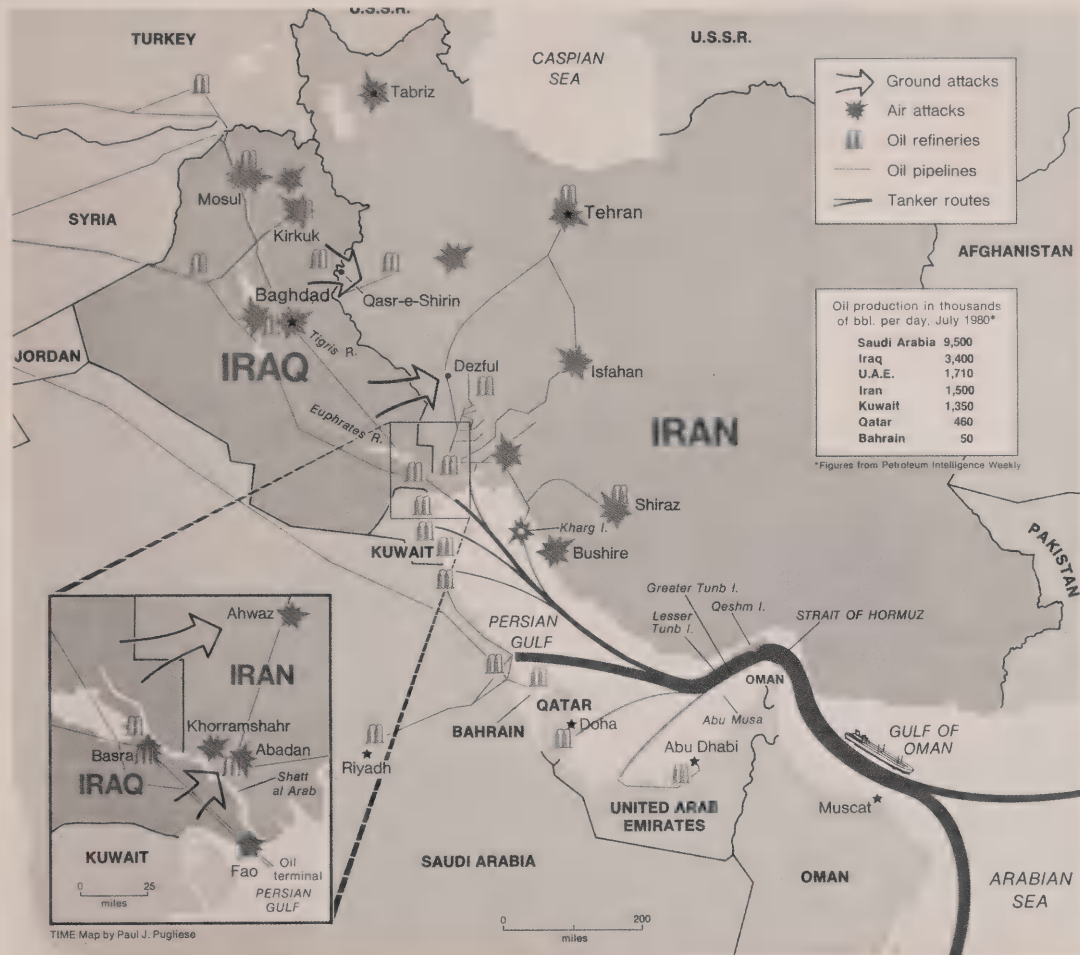 U.S.S.R.
TURKEY
CASPIAN
SEA
U.S.S.R.
Ground attacks
Air attacks
Oil refineries
Oil pipelines
Tanker routes
Tabriz
Mosul
SYRIA
Kirkuk
Tehran
AFGHANISTAN
Baghdad
Qasr-e-Shirin
Oil production in thousands
of bbl. per day, July 1980*
Saudi Arabia 9,500
Iraq 3,400
U.A.E. 1,710
Iran 1,500
Kuwait 1,350
Qatar 460
Bahrain 50
*Figures from Petroleum Intelligence Weekly
JORDAN
IRAQ
Tigris R.
Dezful
Isfahan
Euphrates R.
IRAN
Shiraz
Kharg I.
KUWAIT
Bushire
PAKISTAN
Greater Tunb I.
Qeshm I.
Lesser
Tunb I.
STRAIT OF HORMUZ
PERSIAN
GULF
OMAN
QATAR
BAHRAIN
Doha
Abu Musa
GULF OF
OMAN
Abu Dhabi
Riyadh
Muscat
UNITED ARAB
EMIRATES
SAUDI ARABIA
OMAN
ARABIAN
SEA
0 200
miles
Ahwaz
IRAN
Khorramshahr
Basra
Abadan
IRAQ
Shatt
al Arab
KUWAIT
Fao
Oil
terminal
0 25
miles
PERSIAN
GULF
TIME Map by Paul J. Pugliese